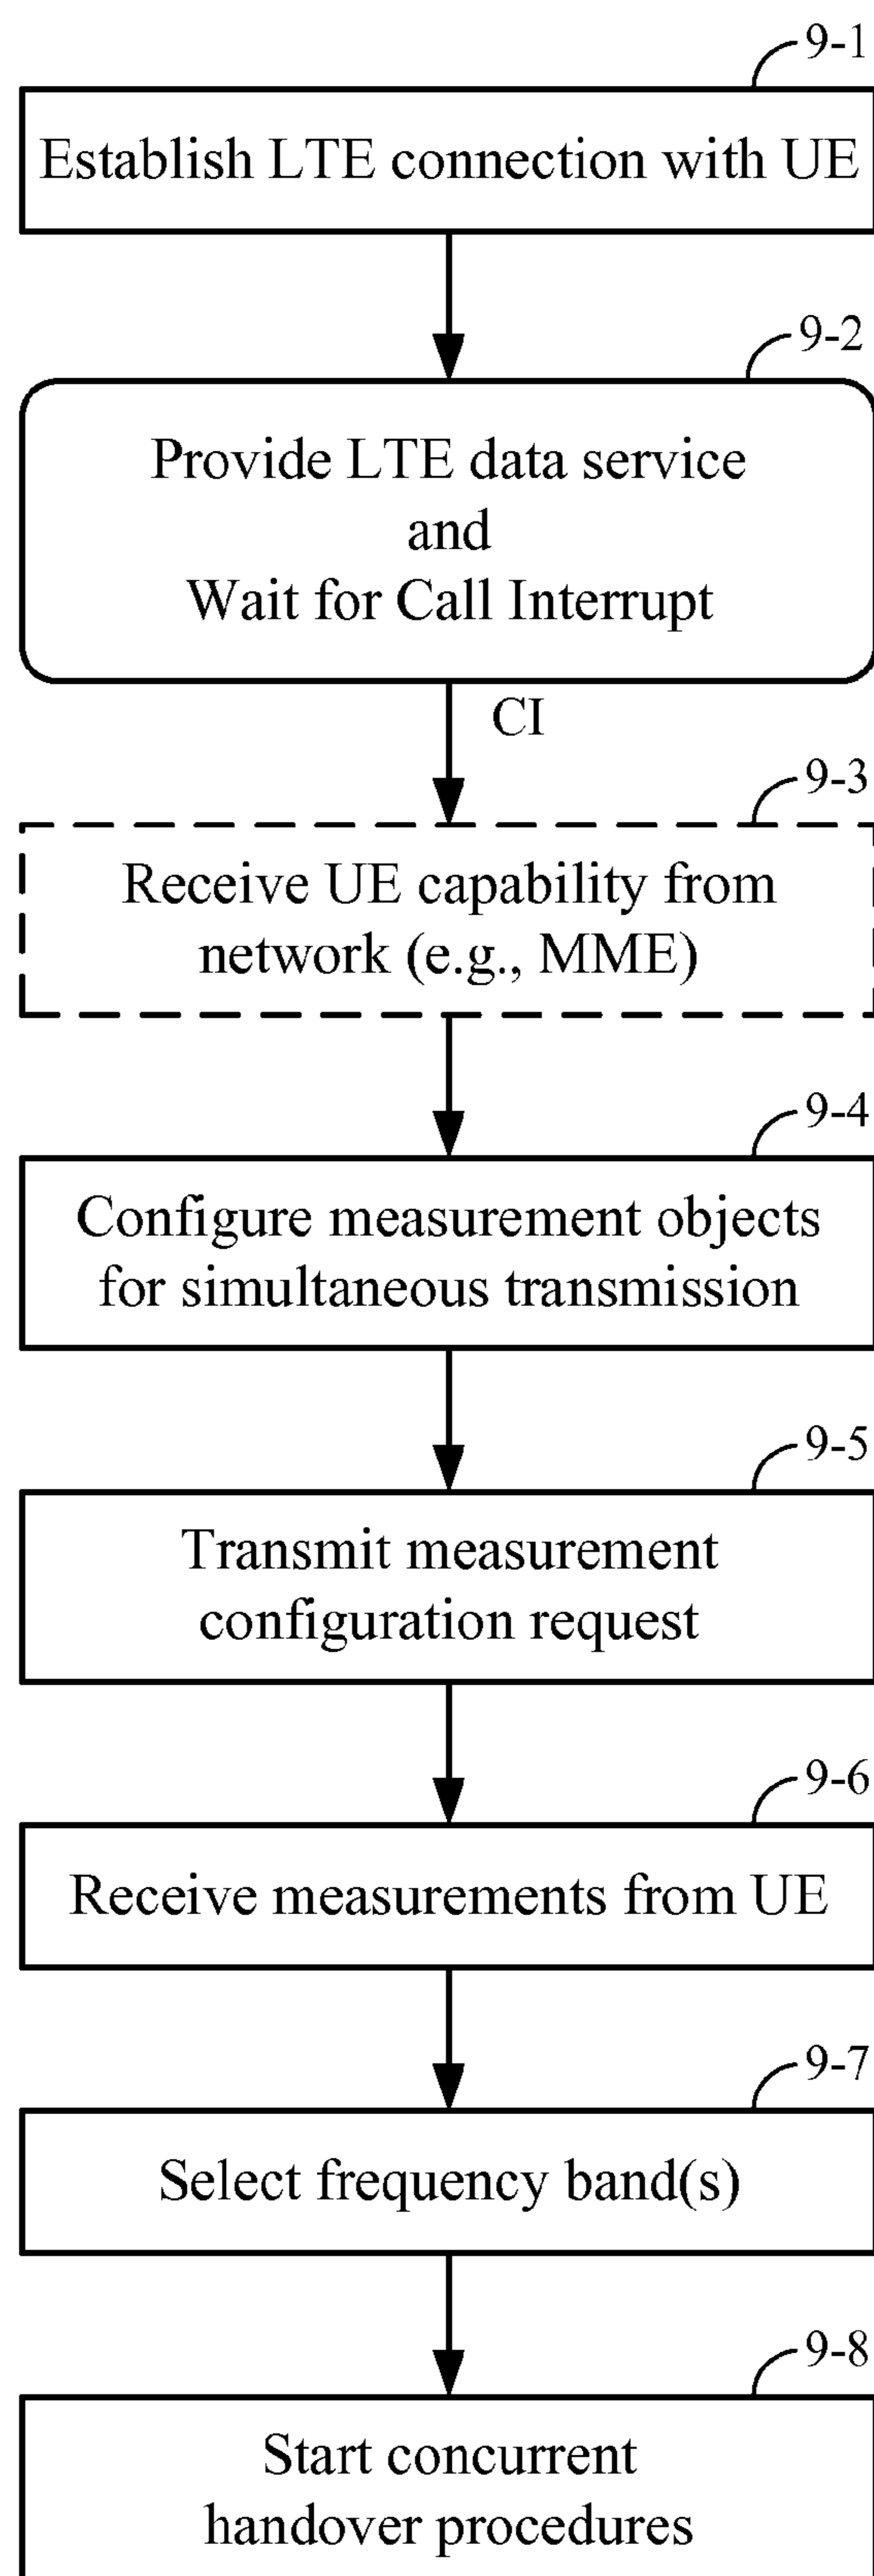 9-1
Establish LTE connection with UE
9-2
Provide LTE data service
and
Wait for Call Interrupt
CI
9-3
Receive UE capability from
network (e.g., MME)
9-4
Configure measurement objects
for simultaneous transmission
9-5
Transmit measurement
configuration request
9-6
Receive measurements from UE
9-7
Select frequency band(s)
9-8
Start concurrent
handover procedures